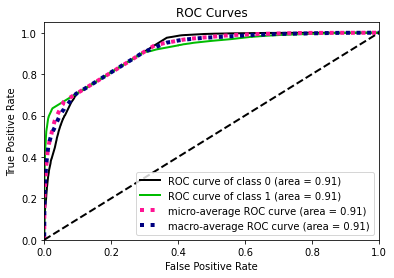 ROC Curves
True Positive Rate
1.0
0.8
0.6
0.4
0.2
0.0
ROC curve of class 0 (area = 0.91)
ROC curve of class 1 (area = 0.91)
micro-average ROC curve (area = 0.91)
macro-average ROC curve (area = 0.91)
0.0 0.2 0.4 0.6 0.8 1.0
False Positive Rate